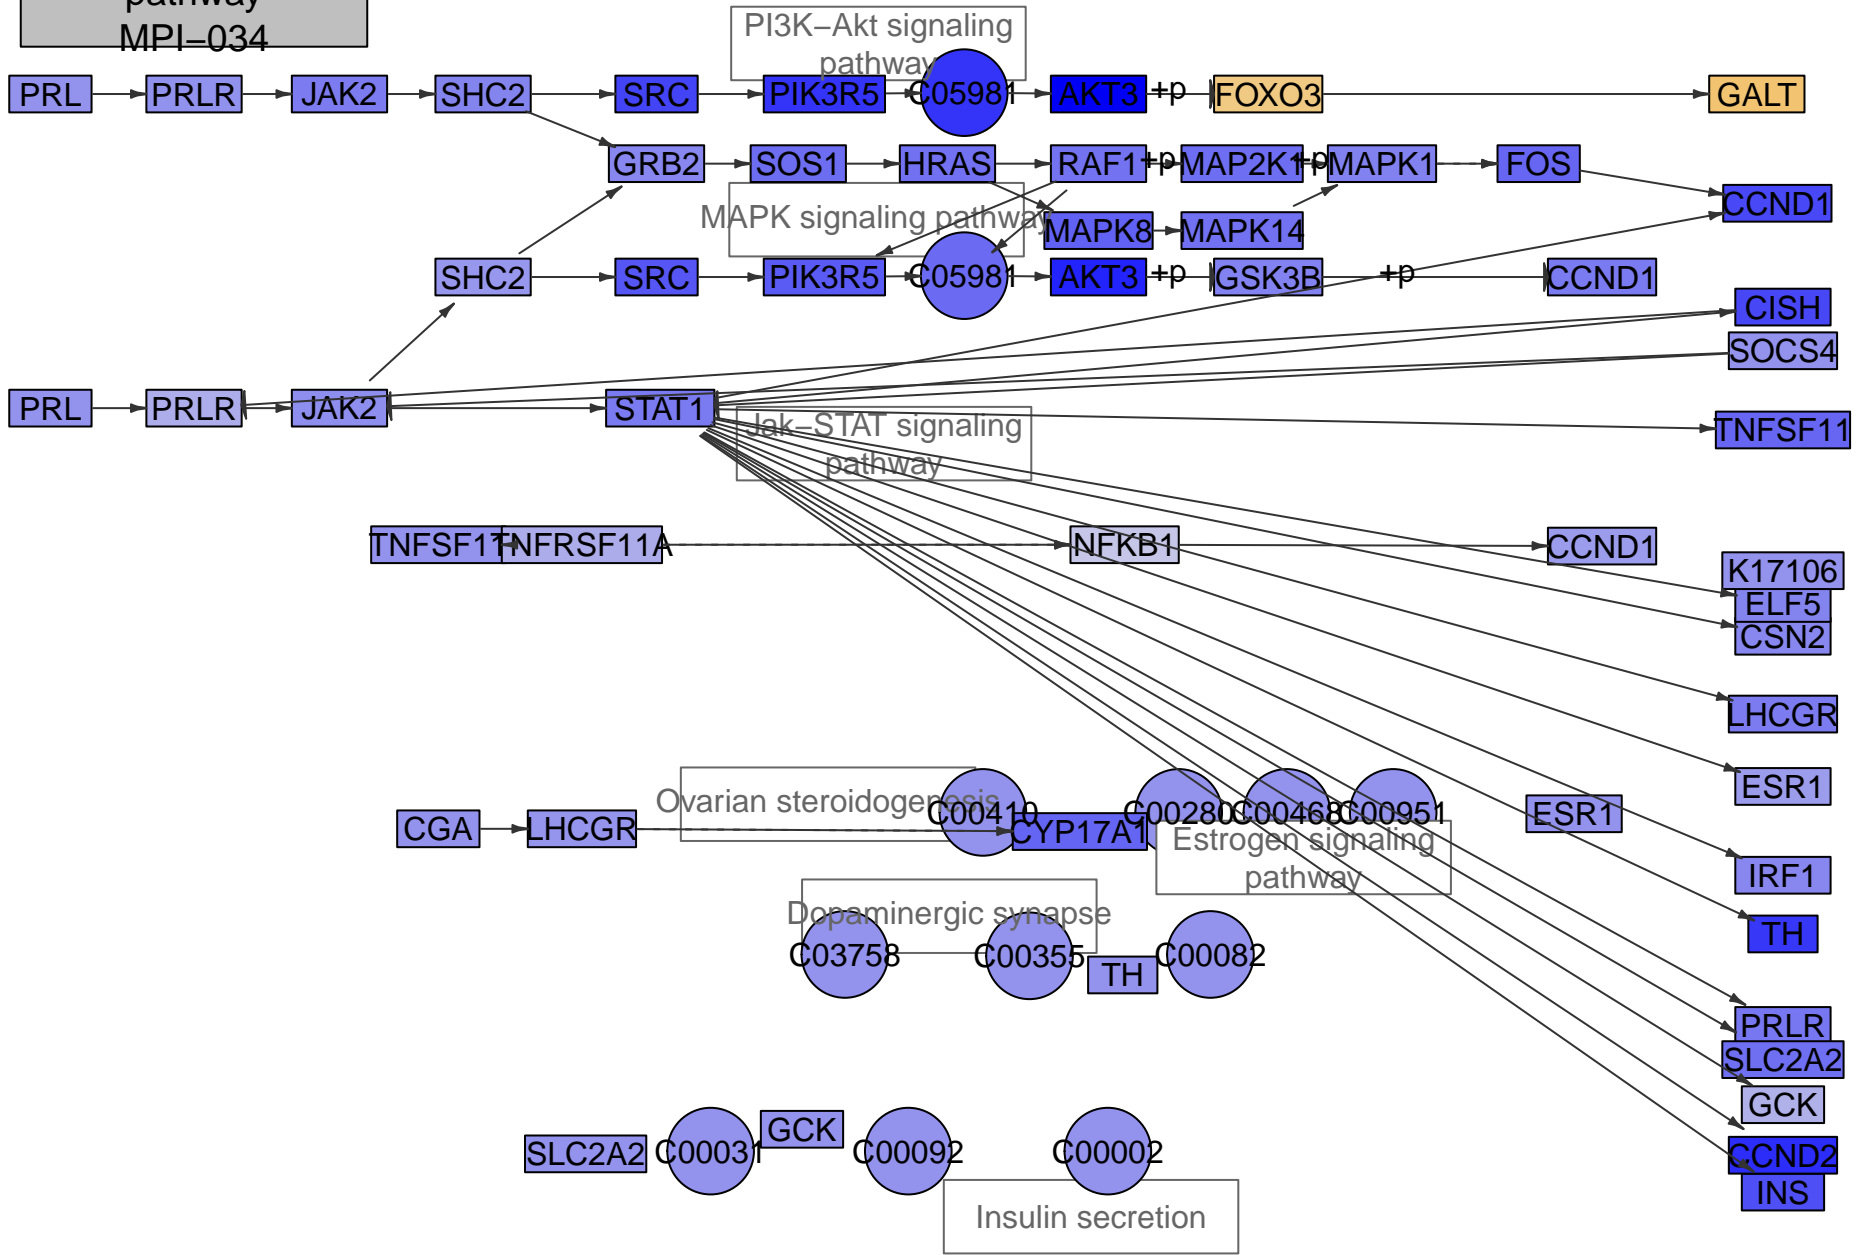 pathway
MPI–034
PI3K–Akt signaling
pathway
PRL
PRLR
JAK2
SHC2
SRC
PIK3R5
C05981
AKT3
+p
FOXO3
GALT
GRB2
SOS1
HRAS
RAF1
+p
MAP2K1
+p
MAPK1
FOS
CCND1
MAPK signaling pathway
MAPK8
MAPK14
SHC2
SRC
PIK3R5
C05981
AKT3
+p
GSK3B
+p
CCND1
CISH
SOCS4
PRL
PRLR
JAK2
STAT1
Jak–STAT signaling
pathway
TNFSF11
TNFSF11
TNFRSF11A
NFKB1
CCND1
K17106
ELF5
CSN2
LHCGR
ESR1
Ovarian steroidogenesis
C00410
C00280
C00468
C00951
ESR1
CGA
LHCGR
CYP17A1
Estrogen signaling
pathway
IRF1
Dopaminergic synapse
TH
C03758
C00355
TH
C00082
PRLR
SLC2A2
GCK
SLC2A2
C00031
GCK
C00092
C00002
CCND2
INS
Insulin secretion